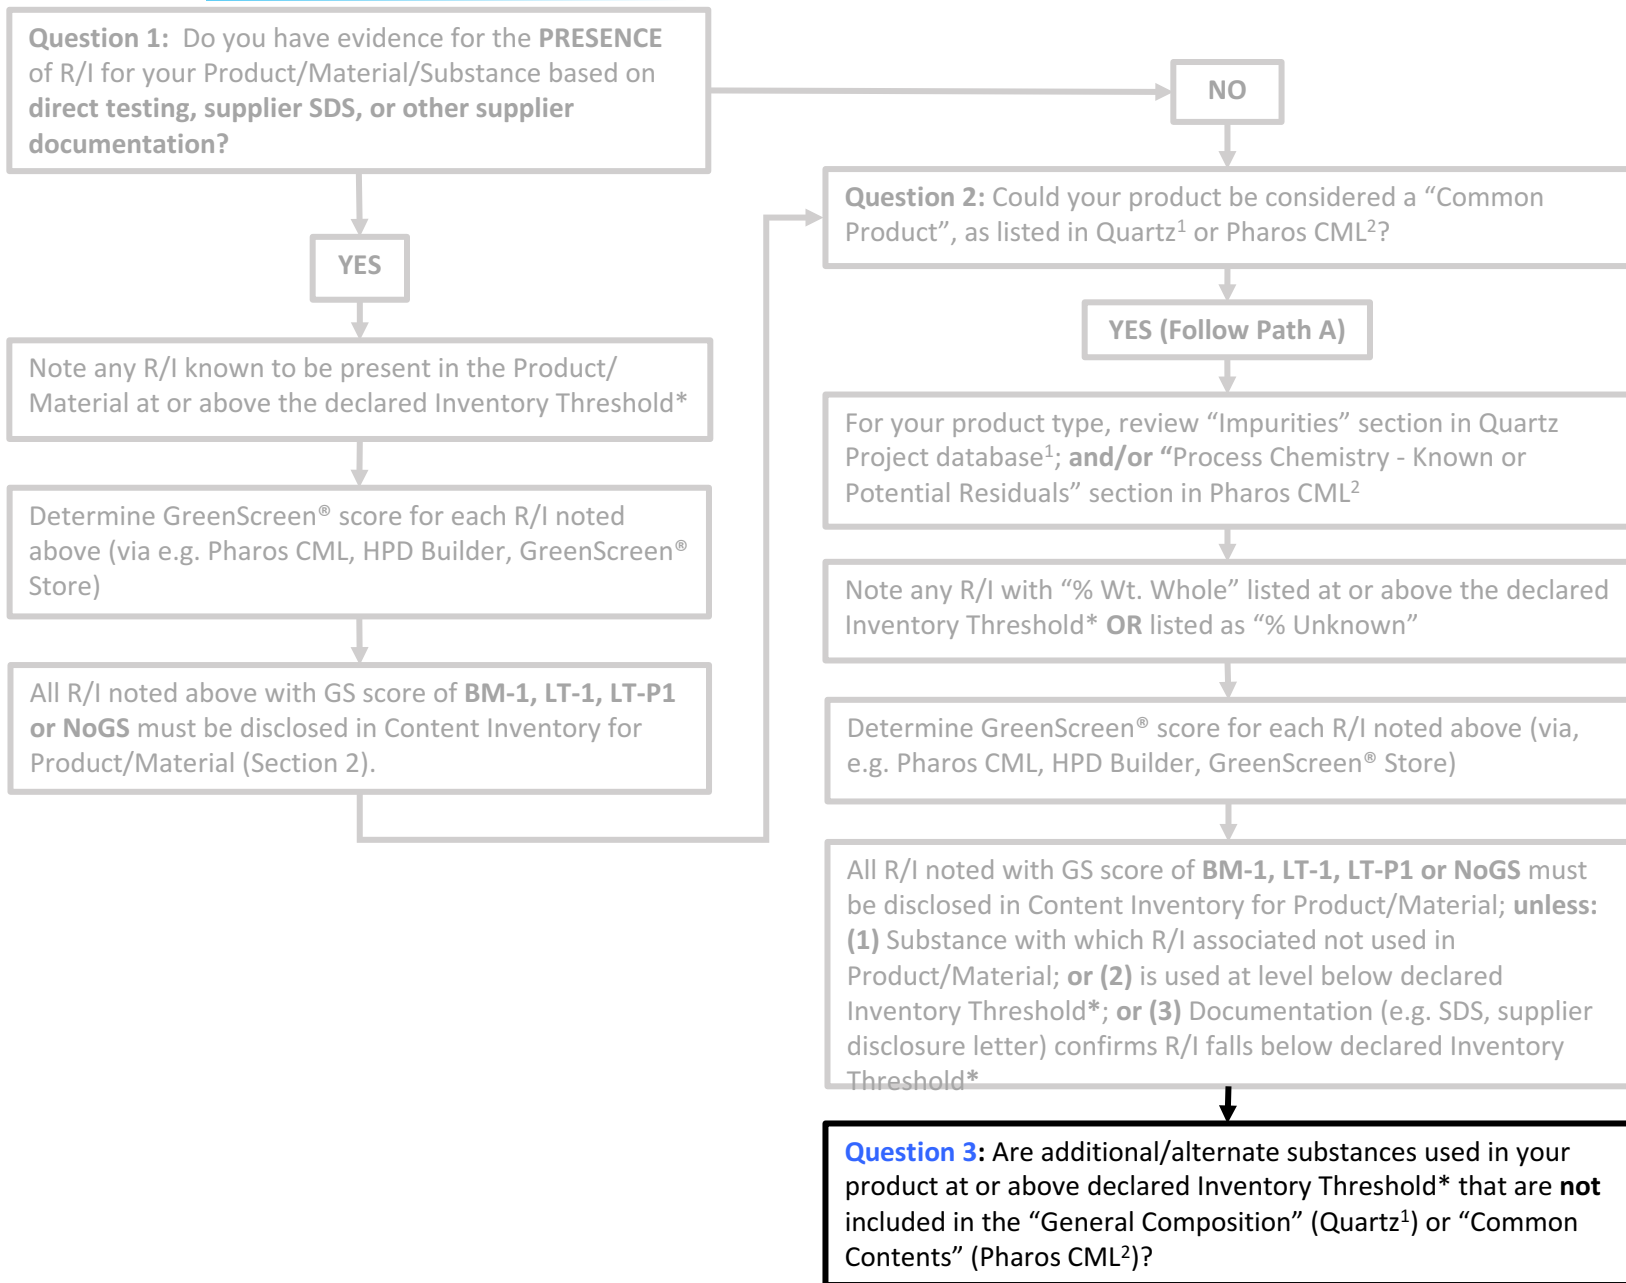 Question 1: Do you have evidence for the PRESENCE
of R/I for your Product/Material/Substance based on
direct testing, supplier SDS, or other supplier
documentation?
YES
Note any R/I known to be present in the Product/
Material at or above the declared Inventory Threshold*
Determine GreenScreen® score for each R/I noted
above (via e.g. Pharos CML, HPD Builder, GreenScreen®
Store)
All R/I noted above with GS score of BM-1, LT-1, LT-P1
or NoGS must be disclosed in Content Inventory for
Product/Material (Section 2).
NO
Question 2: Could your product be considered a “Common
Product”, as listed in Quartz¹ or Pharos CML²?
YES (Follow Path A)
For your product type, review “Impurities” section in Quartz
Project database¹; and/or “Process Chemistry - Known or
Potential Residuals” section in Pharos CML²
Note any R/I with “% Wt. Whole” listed at or above the declared
Inventory Threshold* OR listed as “% Unknown”
Determine GreenScreen® score for each R/I noted above (via,
e.g. Pharos CML, HPD Builder, GreenScreen® Store)
All R/I noted with GS score of BM-1, LT-1, LT-P1 or NoGS must
be disclosed in Content Inventory for Product/Material; unless:
(1) Substance with which R/I associated not used in
Product/Material; or (2) is used at level below declared
Inventory Threshold*; or (3) Documentation (e.g. SDS, supplier
disclosure letter) confirms R/I falls below declared Inventory
Threshold*
Question 3: Are additional/alternate substances used in your
product at or above declared Inventory Threshold* that are not
included in the “General Composition” (Quartz¹) or “Common
Contents” (Pharos CML²)?